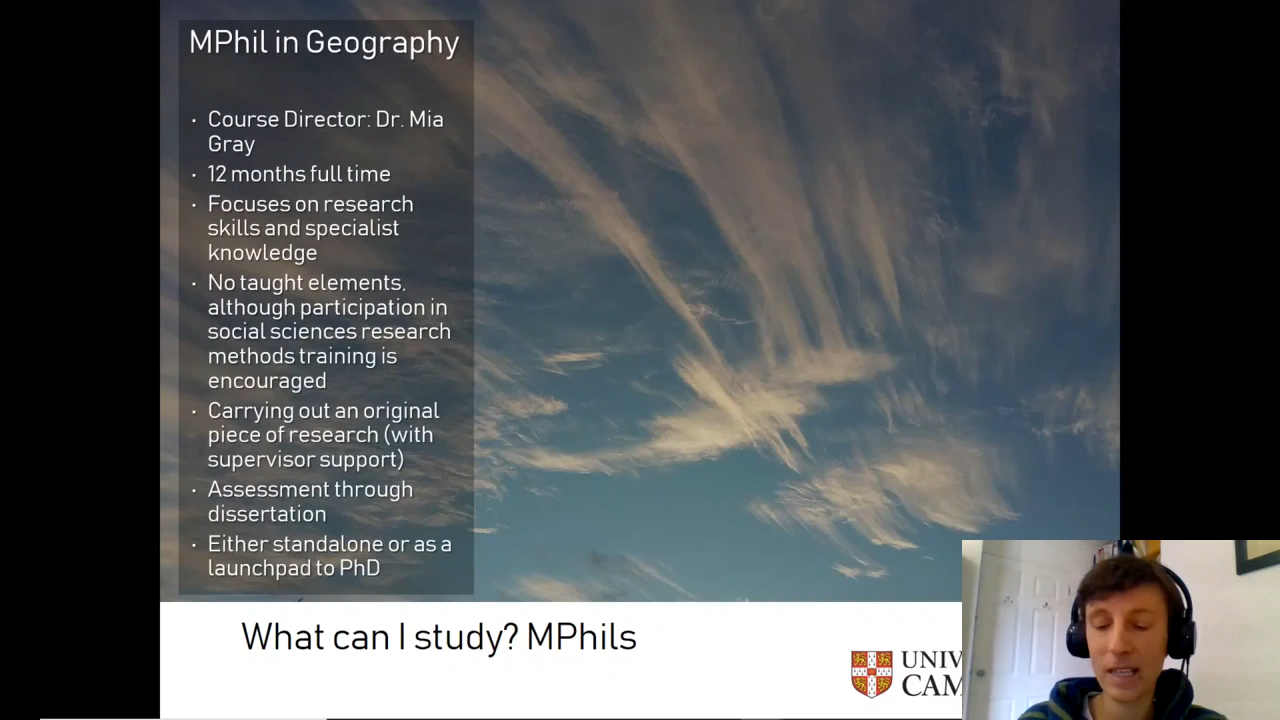 MPhil in Geography
· Course Director: Dr. Mia
Gray
· 12 months full time
· Focuses on research
skills and specialist
knowledge
· No taught elements,
although participation in
social sciences research
methods training is
encouraged
· Carrying out an original
piece of research (with
supervisor support)
· Assessment through
dissertation
· Either standalone or as a
launchpad to PhD
What can I study? MPhils
UNIV
CAM